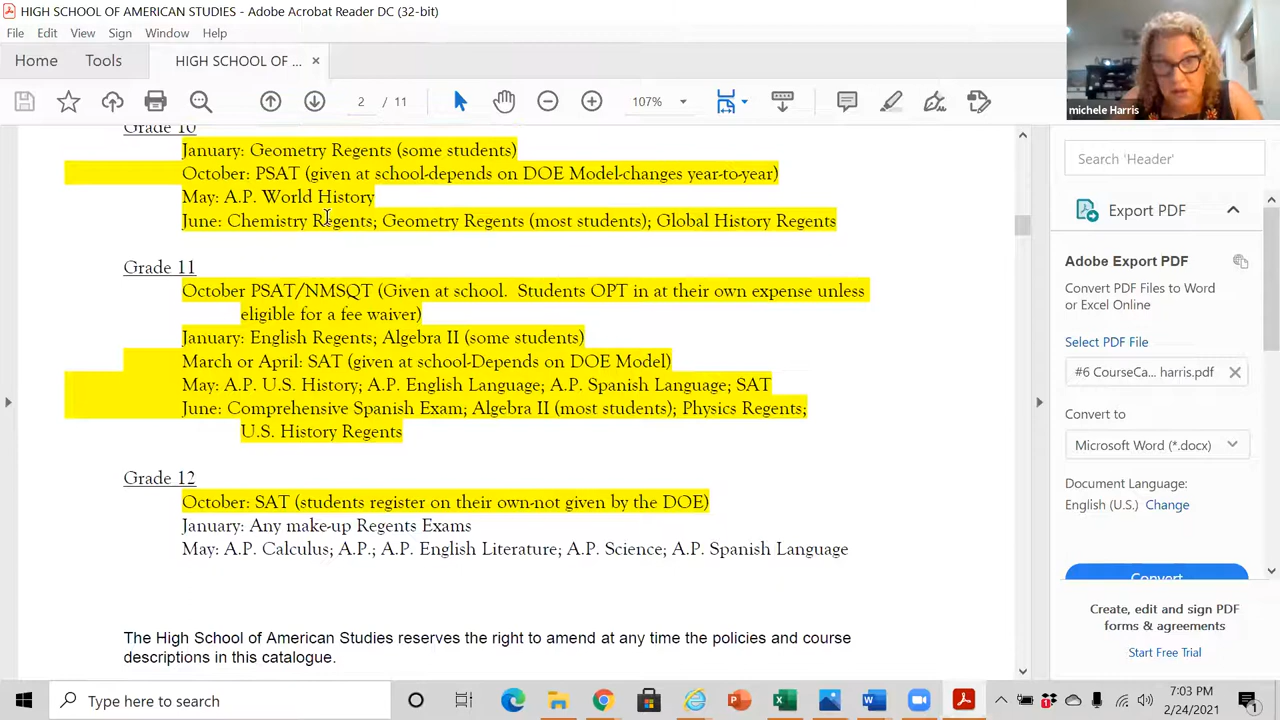 HIGH SCHOOL OF AMERICAN STUDIES - Adobe Acrobat Reader DC (32-bit)
File Edit View Sign Window Help
Home Tools HIGH SCHOOL OF ... ×
2 / 11 107%
michele Harris
Grade 10
January: Geometry Regents (some students)
October: PSAT (given at school-depends on DOE Model-changes year-to-year)
May: A.P. World History
June: Chemistry Regents; Geometry Regents (most students); Global History Regents
Grade 11
October PSAT/NMSQT (Given at school. Students OPT in at their own expense unless
eligible for a fee waiver)
January: English Regents; Algebra II (some students)
March or April: SAT (given at school-Depends on DOE Model)
May: A.P. U.S. History; A.P. English Language; A.P. Spanish Language; SAT
June: Comprehensive Spanish Exam; Algebra II (most students); Physics Regents;
U.S. History Regents
Grade 12
October: SAT (students register on their own-not given by the DOE)
January: Any make-up Regents Exams
May: A.P. Calculus; A.P.; A.P. English Literature; A.P. Science; A.P. Spanish Language
The High School of American Studies reserves the right to amend at any time the policies and course
descriptions in this catalogue.
Search 'Header'
Export PDF
Adobe Export PDF
Convert PDF Files to Word
or Excel Online
Select PDF File
#6 CourseCa... harris.pdf
Convert to
Microsoft Word (*.docx)
Document Language:
English (U.S.) Change
Convert
Create, edit and sign PDF
forms & agreements
Start Free Trial
Type here to search
7:03 PM
2/24/2021